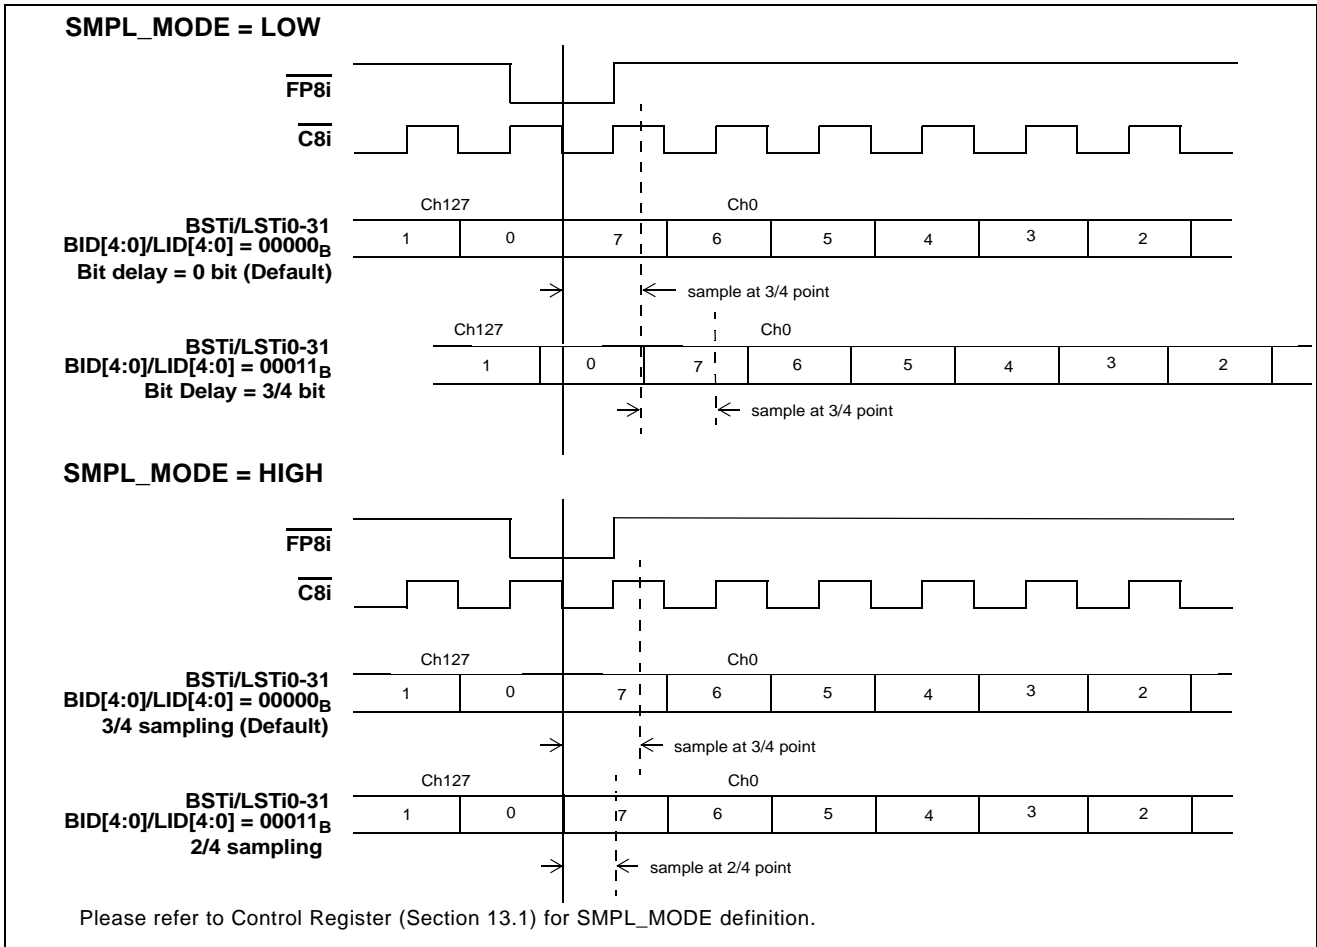 SMPL_MODE = LOW
FP8i
C8i
Ch127 Ch0
BSTi/LSTi0-31
BID[4:0]/LID[4:0] = 00000B
Bit delay = 0 bit (Default)
1 0 7 6 5 4 3 2
sample at 3/4 point
Ch127 Ch0
BSTi/LSTi0-31
BID[4:0]/LID[4:0] = 00011B
Bit Delay = 3/4 bit
1 0 7 6 5 4 3 2
sample at 3/4 point
SMPL_MODE = HIGH
FP8i
C8i
Ch127 Ch0
BSTi/LSTi0-31
BID[4:0]/LID[4:0] = 00000B
3/4 sampling (Default)
1 0 7 6 5 4 3 2
sample at 3/4 point
Ch127 Ch0
BSTi/LSTi0-31
BID[4:0]/LID[4:0] = 00011B
2/4 sampling
1 0 7 6 5 4 3 2
sample at 2/4 point
Please refer to Control Register (Section 13.1) for SMPL_MODE definition.